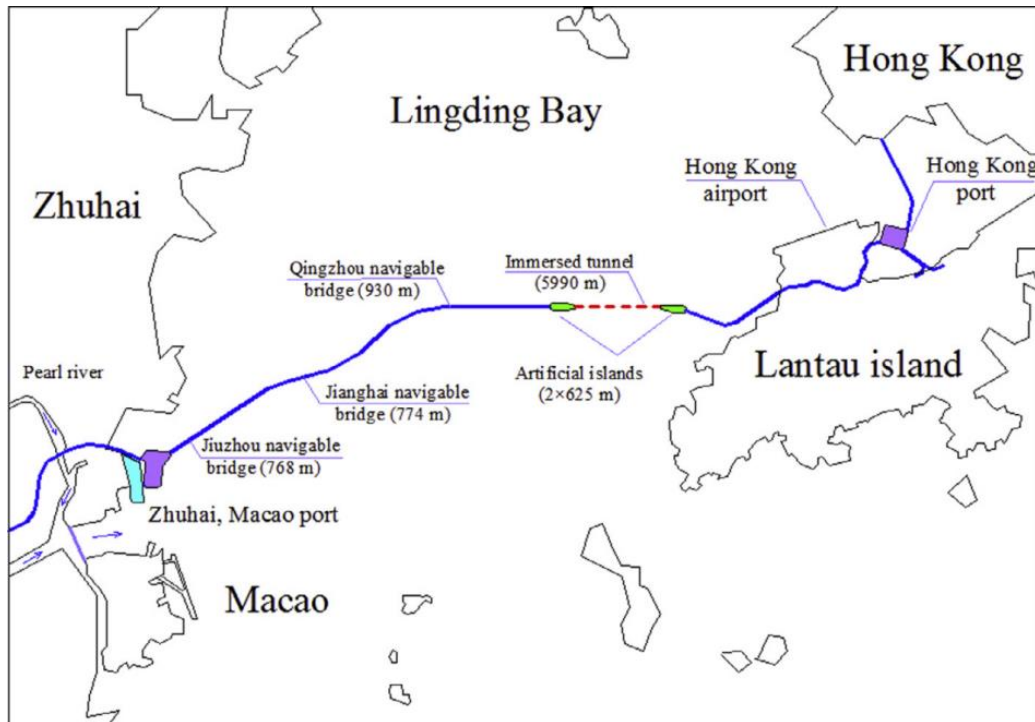 Hong Kong
Lingding Bay
Hong Kong
airport
Hong Kong
port
Zhuhai
Qingzhou navigable
bridge (930 m)
Immersed tunnel
(5990 m)
Pearl river
Jianghai navigable
bridge (774 m)
Artificial islands
(2×625 m)
Lantau island
Jiuzhou navigable
bridge (768 m)
Zhuhai, Macao port
Macao